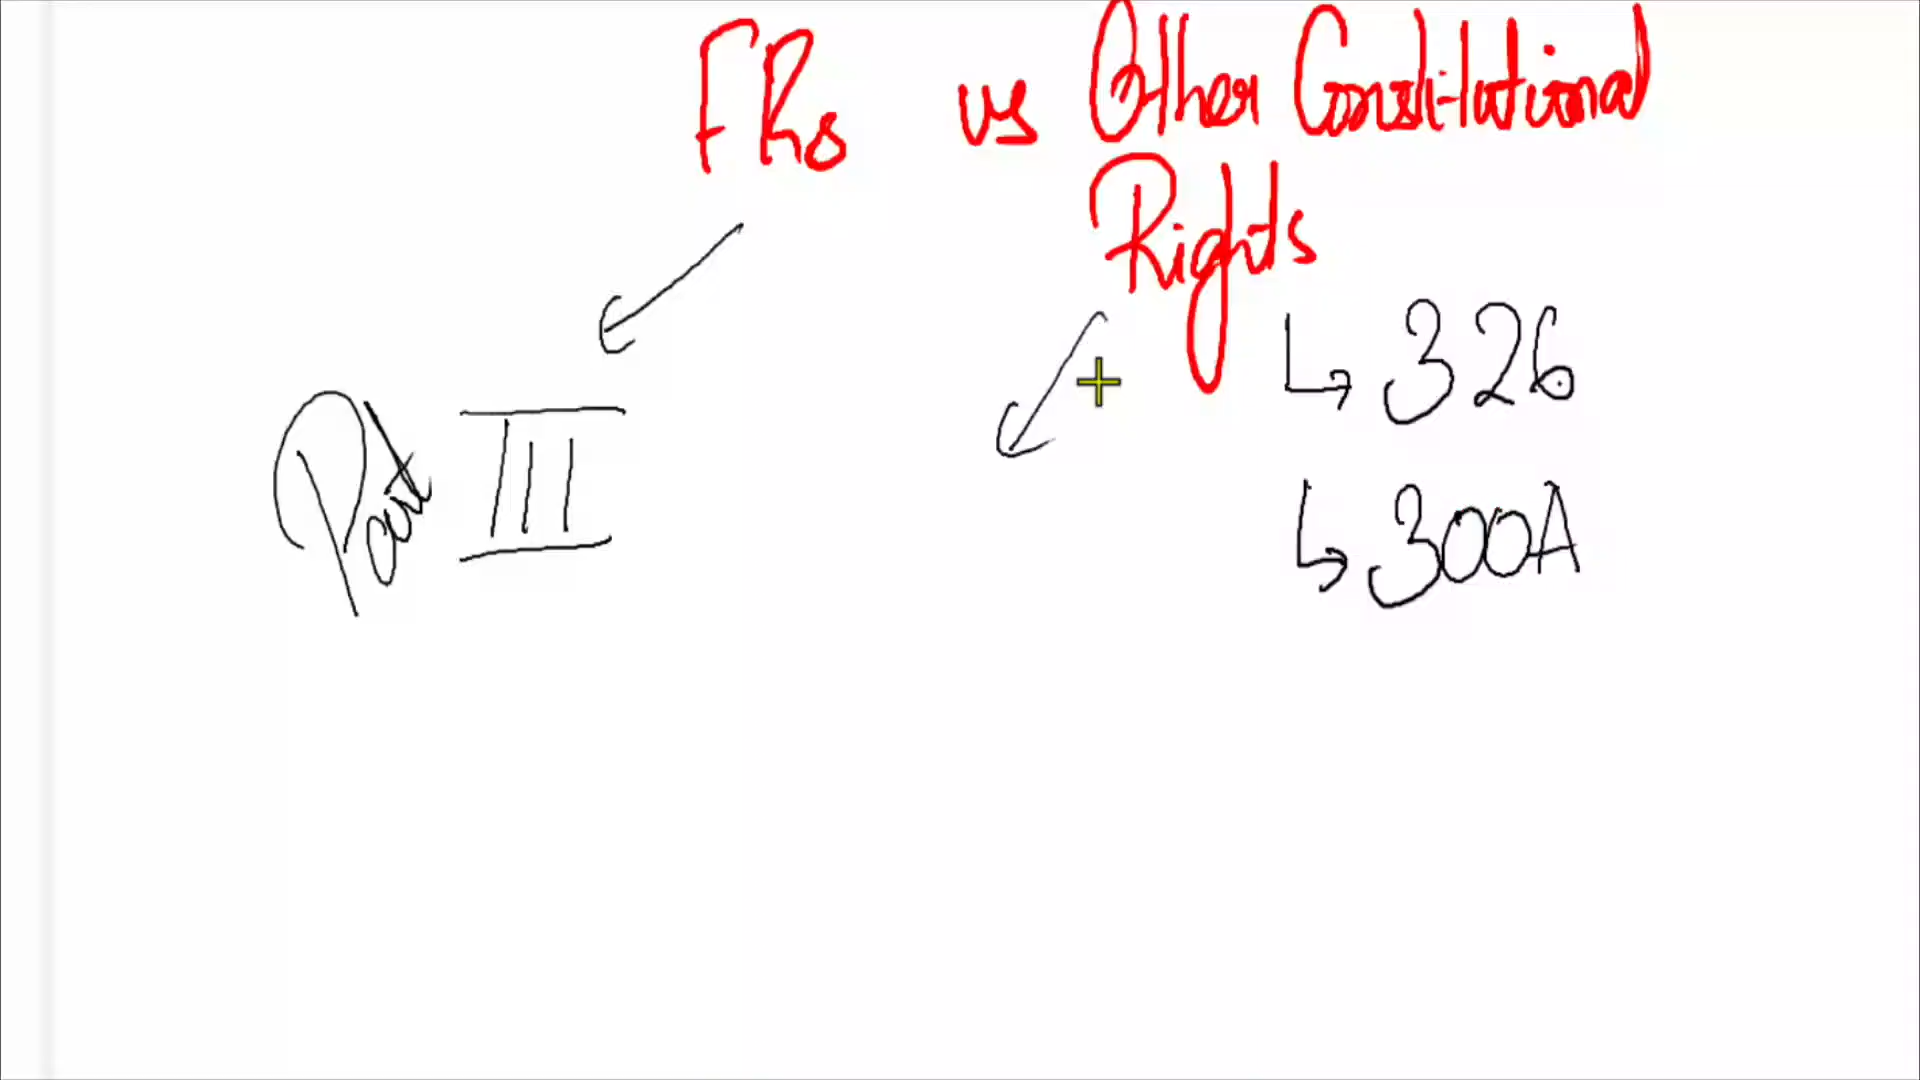 FRs vs Other Constitutional
Rights
↳ 326
Part III
↳ 300A